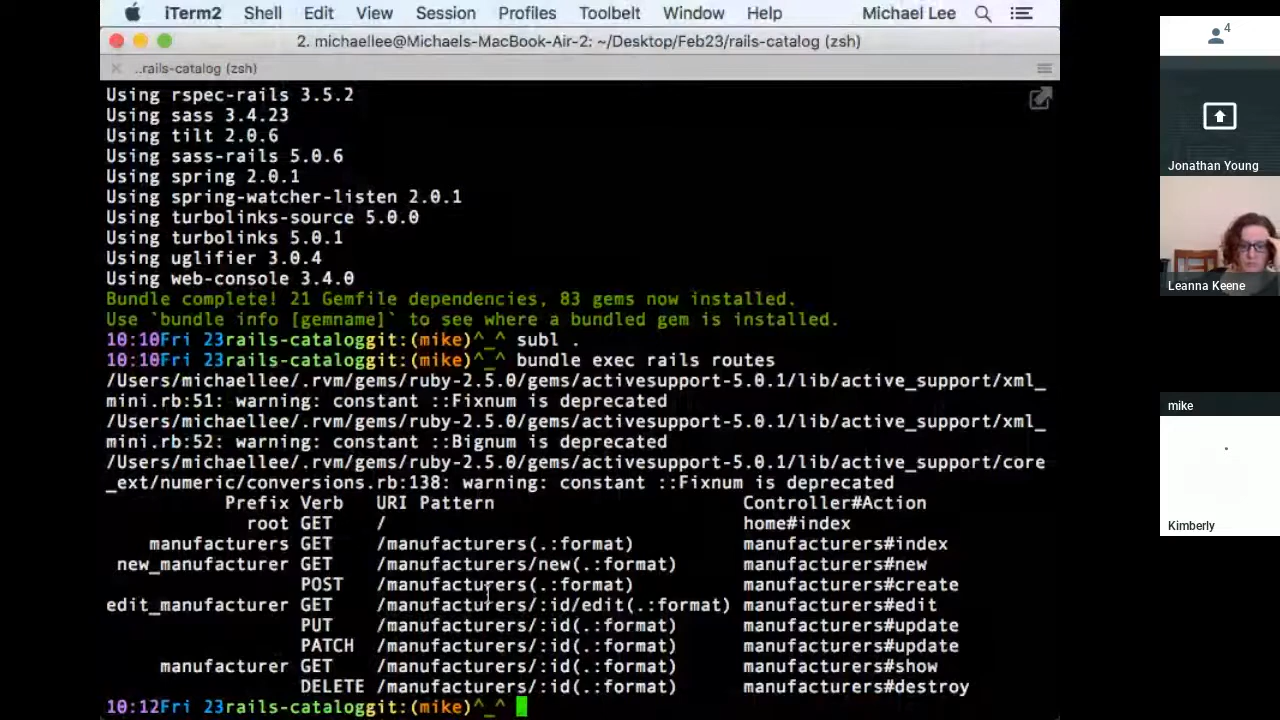 iTerm2 Shell Edit View Session Profiles Toolbelt Window Help Michael Lee
2. michaellee@Michaels-MacBook-Air-2: ~/Desktop/Feb23/rails-catalog (zsh)
..rails-catalog (zsh)
Using rspec-rails 3.5.2
Using sass 3.4.23
Using tilt 2.0.6
Using sass-rails 5.0.6
Using spring 2.0.1
Using spring-watcher-listen 2.0.1
Using turbolinks-source 5.0.0
Using turbolinks 5.0.1
Using uglifier 3.0.4
Using web-console 3.4.0
Bundle complete! 21 Gemfile dependencies, 83 gems now installed.
Use `bundle info [gemname]` to see where a bundled gem is installed.
10:10Fri 23rails-cataloggit:(mike)^_^ subl .
10:10Fri 23rails-cataloggit:(mike)^_^ bundle exec rails routes
/Users/michaellee/.rvm/gems/ruby-2.5.0/gems/activesupport-5.0.1/lib/active_support/xml_
mini.rb:51: warning: constant ::Fixnum is deprecated
/Users/michaellee/.rvm/gems/ruby-2.5.0/gems/activesupport-5.0.1/lib/active_support/xml_
mini.rb:52: warning: constant ::Bignum is deprecated
/Users/michaellee/.rvm/gems/ruby-2.5.0/gems/activesupport-5.0.1/lib/active_support/core
_ext/numeric/conversions.rb:138: warning: constant ::Fixnum is deprecated
Prefix Verb URI Pattern Controller#Action
root GET / home#index
manufacturers GET /manufacturers(.:format) manufacturers#index
new_manufacturer GET /manufacturers/new(.:format) manufacturers#new
POST /manufacturers(.:format) manufacturers#create
edit_manufacturer GET /manufacturers/:id/edit(.:format) manufacturers#edit
PUT /manufacturers/:id(.:format) manufacturers#update
PATCH /manufacturers/:id(.:format) manufacturers#update
manufacturer GET /manufacturers/:id(.:format) manufacturers#show
DELETE /manufacturers/:id(.:format) manufacturers#destroy
10:12Fri 23rails-cataloggit:(mike)^_^
4
Jonathan Young
Leanna Keene
mike
Kimberly